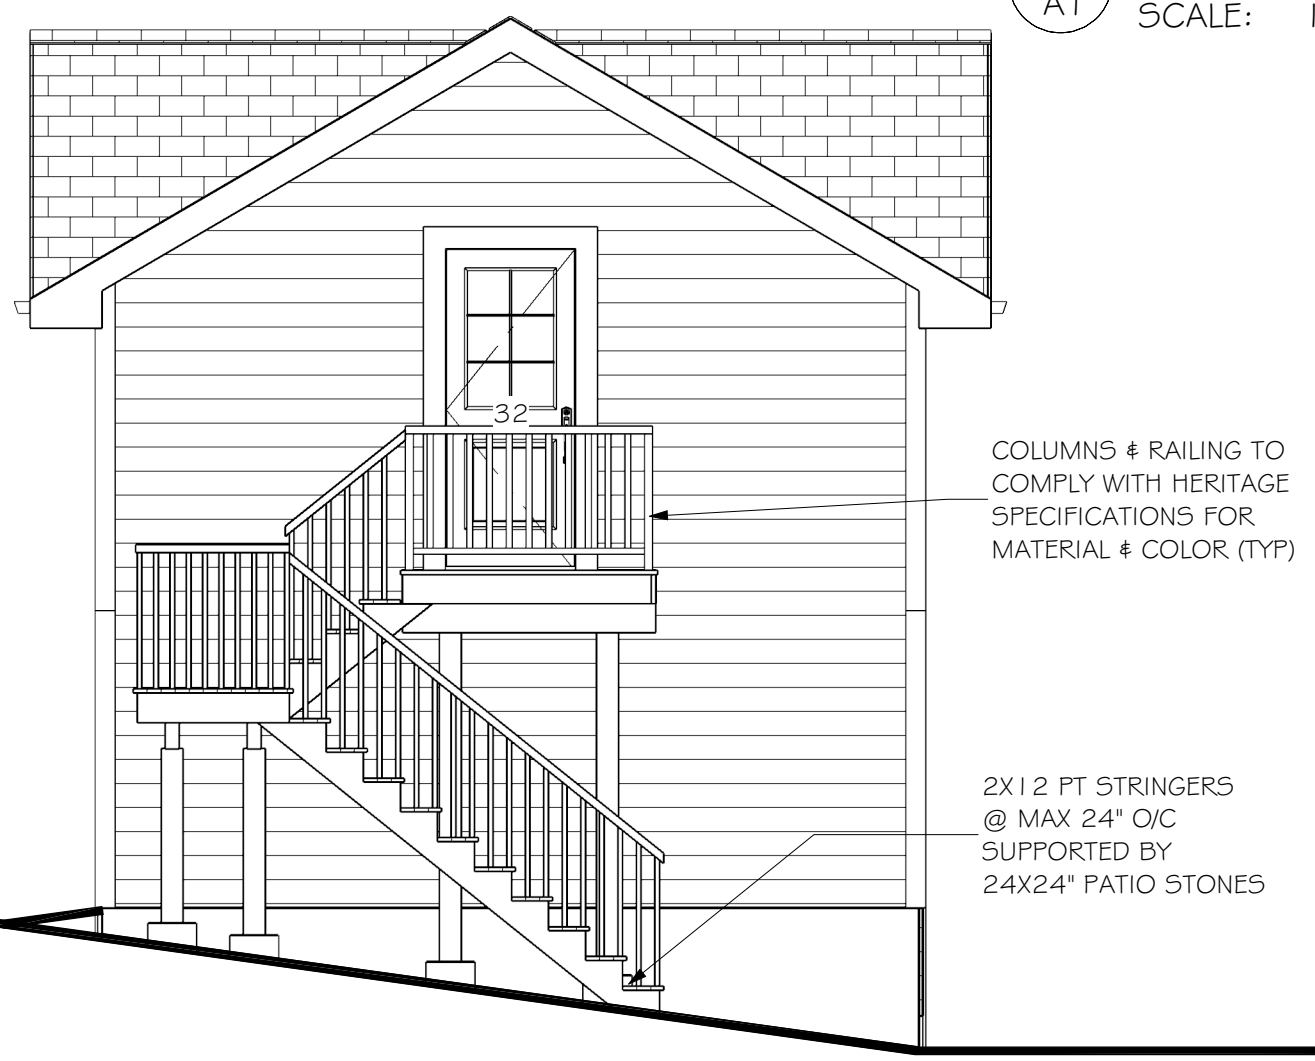 A1
SCALE:
32
COLUMNS & RAILING TO
COMPLY WITH HERITAGE
SPECIFICATIONS FOR
MATERIAL & COLOR (TYP)
2X12 PT STRINGERS
@ MAX 24" O/C
SUPPORTED BY
24X24" PATIO STONES